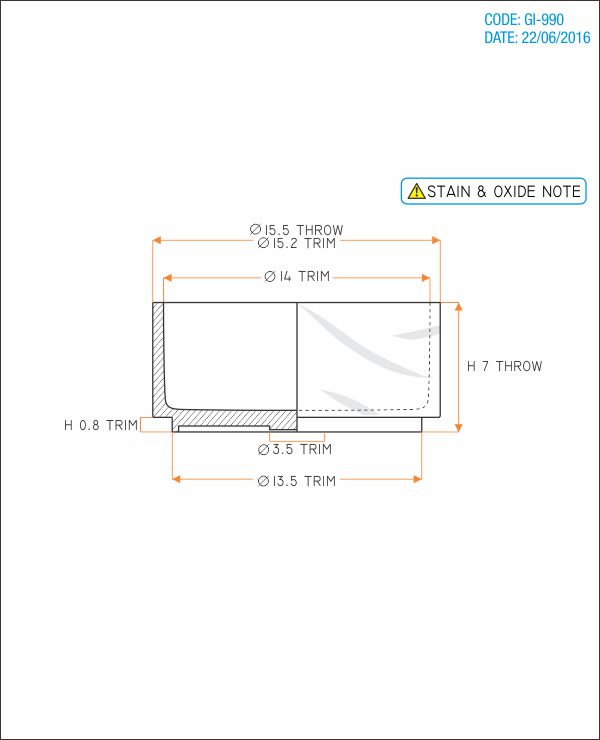 CODE: GI-990
DATE: 22/06/2016
STAIN & OXIDE NOTE
∅ 15.5 THROW
∅ 15.2 TRIM
∅ 14 TRIM
H 7 THROW
H 0.8 TRIM
∅ 3.5 TRIM
∅ 13.5 TRIM